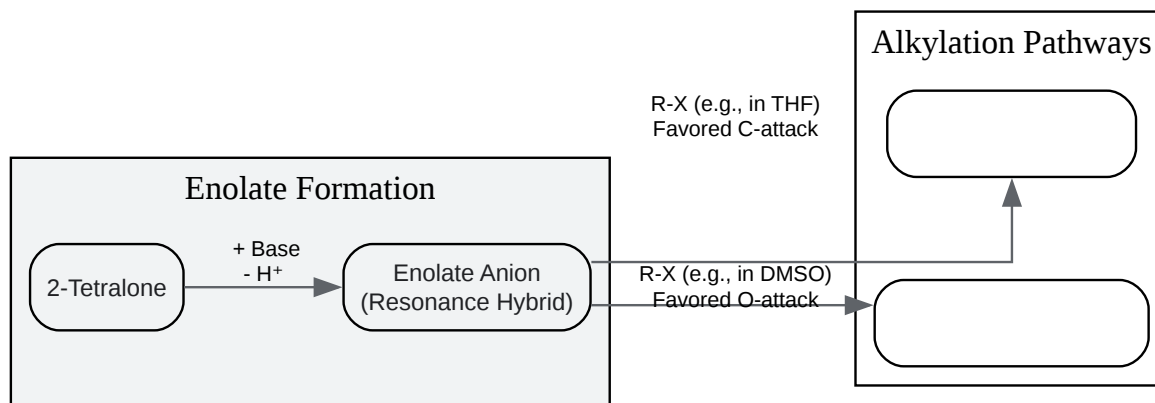 Alkylation Pathways
R-X (e.g., in THF)
Favored C-attack
Enolate Formation
2-Tetralone
+ Base
- H⁺
Enolate Anion
(Resonance Hybrid)
R-X (e.g., in DMSO)
Favored O-attack